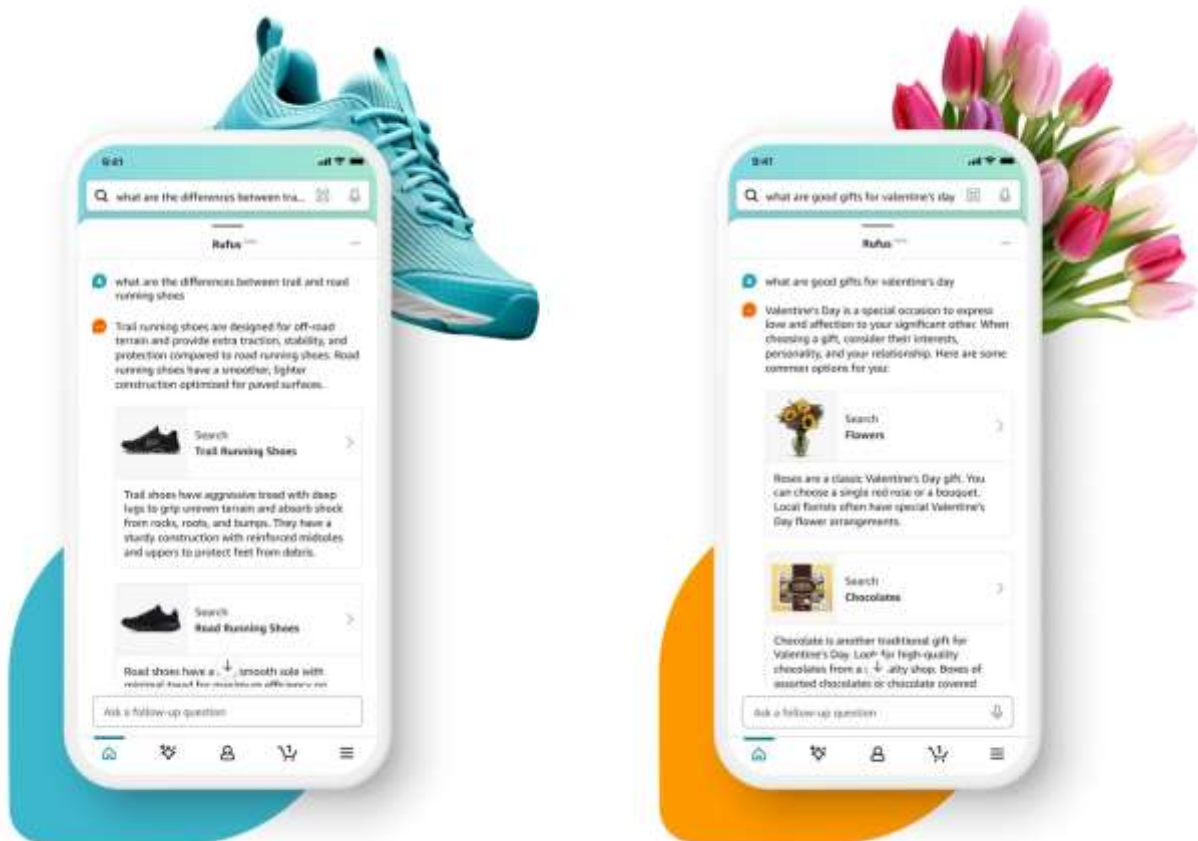 9:41
what are the differences between tra...
Rufus
what are the differences between trail and road
running shoes
Trail running shoes are designed for off-road
terrain and provide extra traction, stability, and
protection compared to road running shoes. Road
running shoes have a smoother, lighter
construction optimized for paved surfaces.
Search
Trail Running Shoes
Trail shoes have aggressive tread with deep
lugs to grip uneven terrain and absorb shock
from rocks, roots, and bumps. They have a
sturdy construction with reinforced midsoles
and uppers to protect feet from debris.
Search
Road Running Shoes
Road shoes have a smooth sole with
minimal tread for maximum efficiency on
Ask a follow-up question
9:41
what are good gifts for valentine's day
Rufus
what are good gifts for valentine's day
Valentine's Day is a special occasion to express
love and affection to your significant other. When
choosing a gift, consider their interests,
personality, and your relationship. Here are some
common options for you:
Search
Flowers
Roses are a classic Valentine's Day gift. You
can choose a single red rose or a bouquet.
Local florists often have special Valentine's
Day flower arrangements.
Search
Chocolates
Chocolate is another traditional gift for
Valentine's Day. Look for high-quality
chocolates from a alty shop. Boxes of
assorted chocolates or chocolate covered
Ask a follow-up question